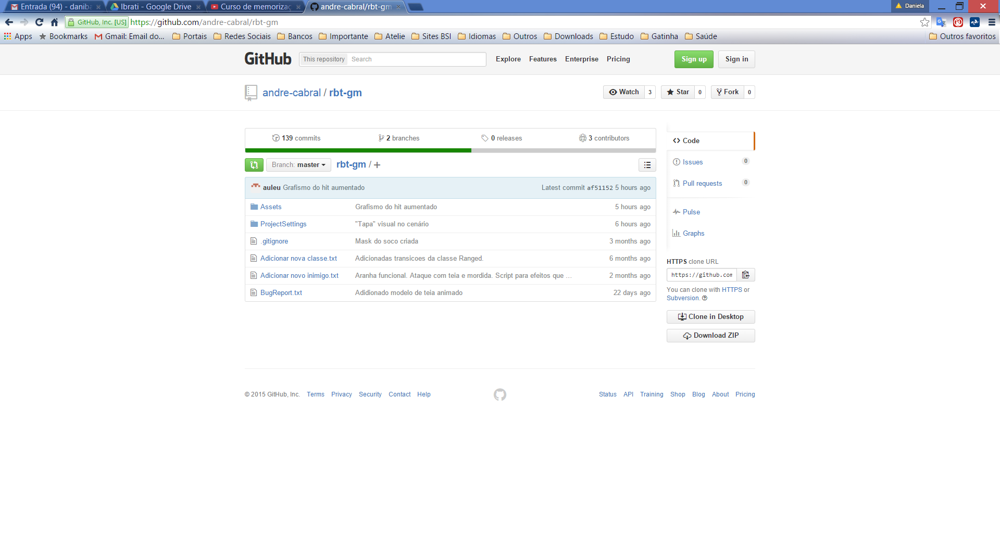 Entrada (94) - daniba Ibrati - Google Drive Curso de memorizaç andre-cabral/rbt-gm Daniela
GitHub, Inc. [US] https://github.com/andre-cabral/rbt-gm
Apps Bookmarks Gmail: Email do... Portais Redes Sociais Bancos Importante Atelie Sites BSI Idiomas Outros Downloads Estudo Gatinha Saúde Outros favoritos
GitHub This repository Search Explore Features Enterprise Pricing Sign up Sign in
andre-cabral / rbt-gm Watch 3 Star 0 Fork 0
139 commits 2 branches 0 releases 3 contributors
Branch: master rbt-gm / +
auleu Grafismo do hit aumentado Latest commit af51152 5 hours ago
Assets Grafismo do hit aumentado 5 hours ago
ProjectSettings "Tapa" visual no cenário 6 hours ago
.gitignore Mask do soco criada 3 months ago
Adicionar nova classe.txt Adicionadas transicoes da classe Ranged. 6 months ago
Adicionar novo inimigo.txt Aranha funcional. Ataque com teia e mordida. Script para efeitos que … 2 months ago
BugReport.txt Adidionado modelo de teia animado 22 days ago
Code
Issues 0
Pull requests 0
Pulse
Graphs
HTTPS clone URL
https://github.com
You can clone with HTTPS or
Subversion.
Clone in Desktop
Download ZIP
© 2015 GitHub, Inc. Terms Privacy Security Contact Help Status API Training Shop Blog About Pricing